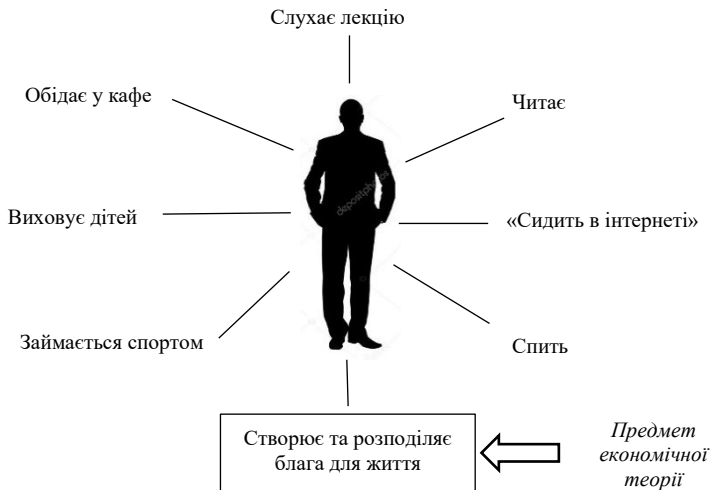 Слухає лекцію
Обідає у кафе
Читає
depositphotos
Виховує дітей
«Сидить в інтернеті»
Займається спортом
Спить
Створює та розподіляє
блага для життя
Предмет
економічної
теорії